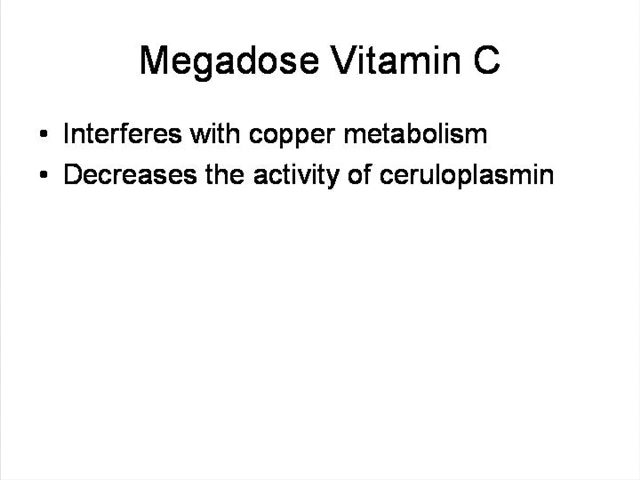 Megadose Vitamin C
• Interferes with copper metabolism
• Decreases the activity of ceruloplasmin